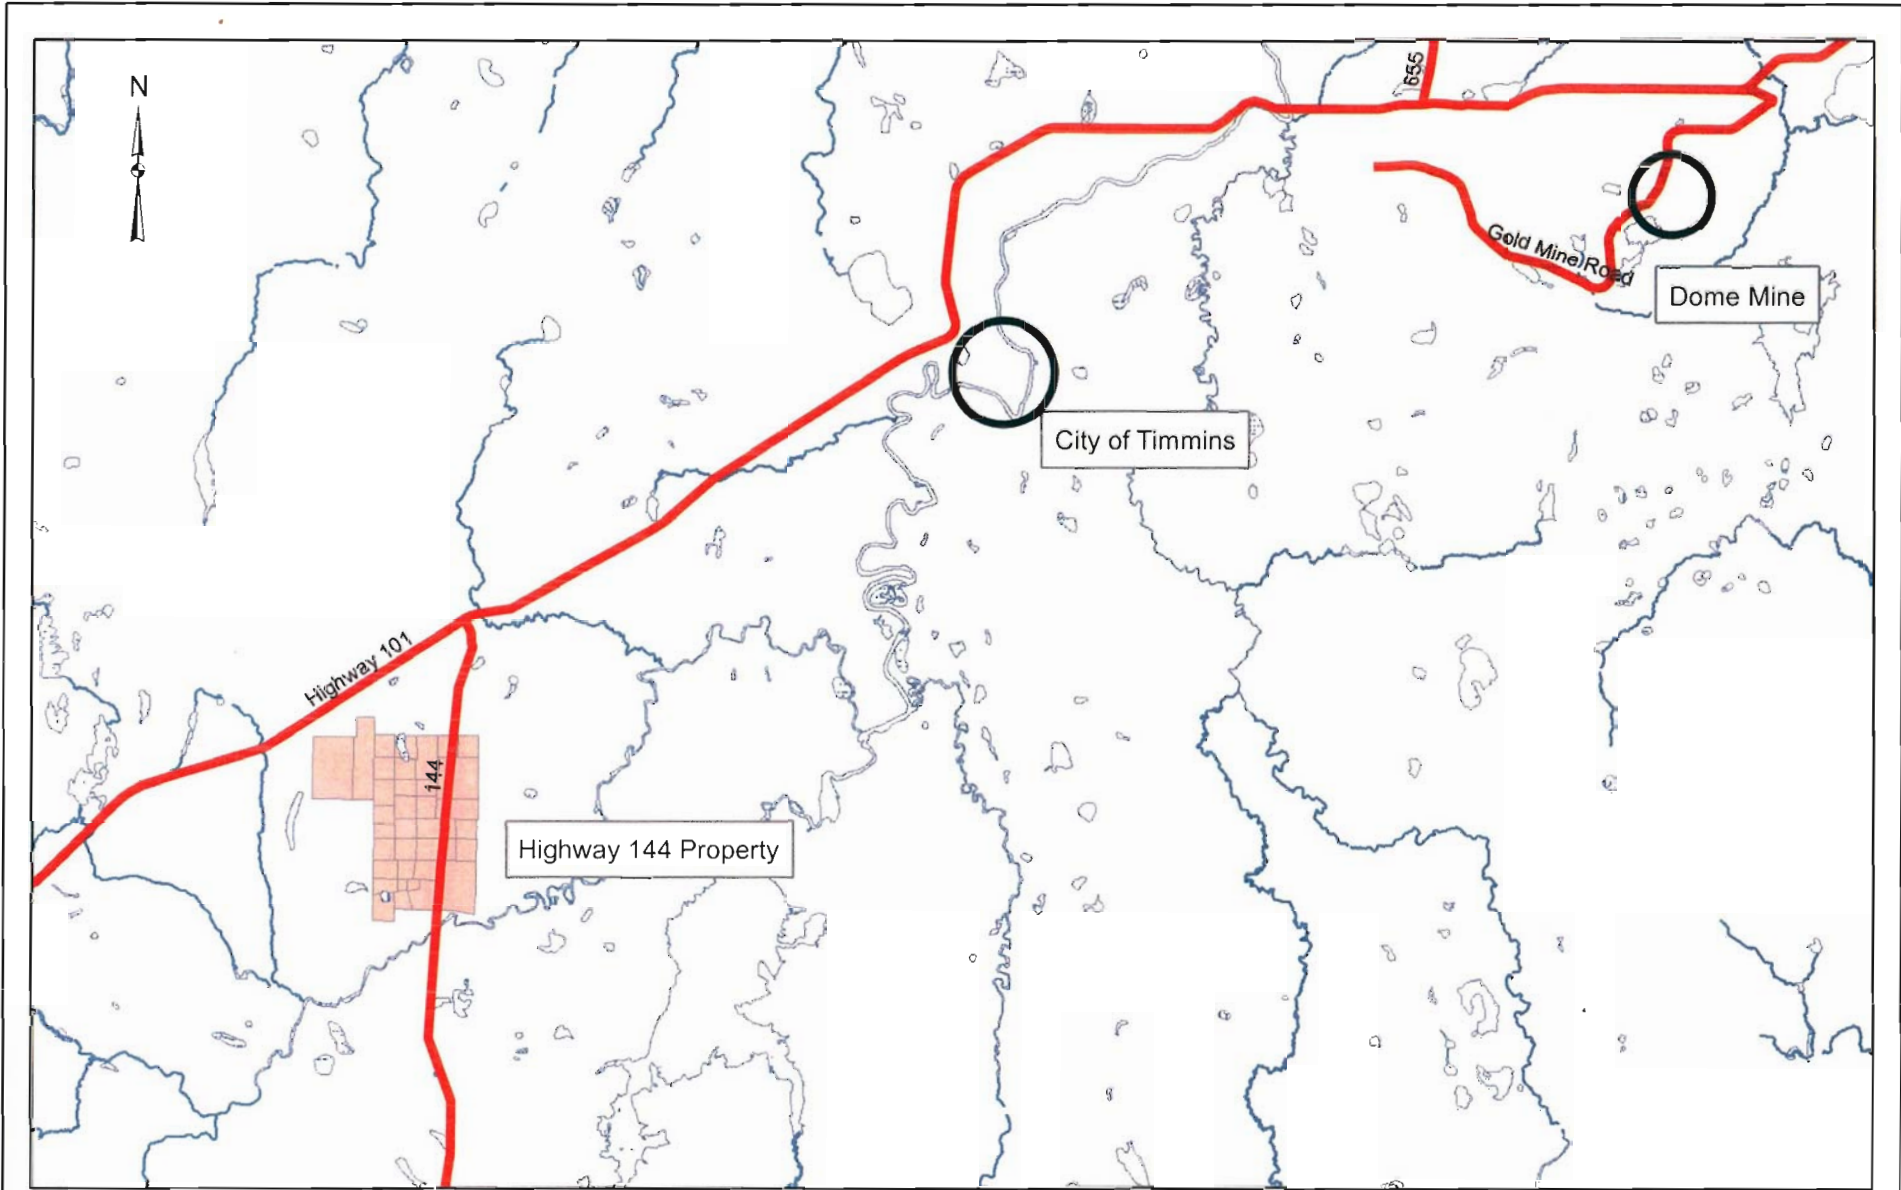 N
655
Gold Mine Road
Dome Mine
City of Timmins
Highway 101
144
Highway 144 Property